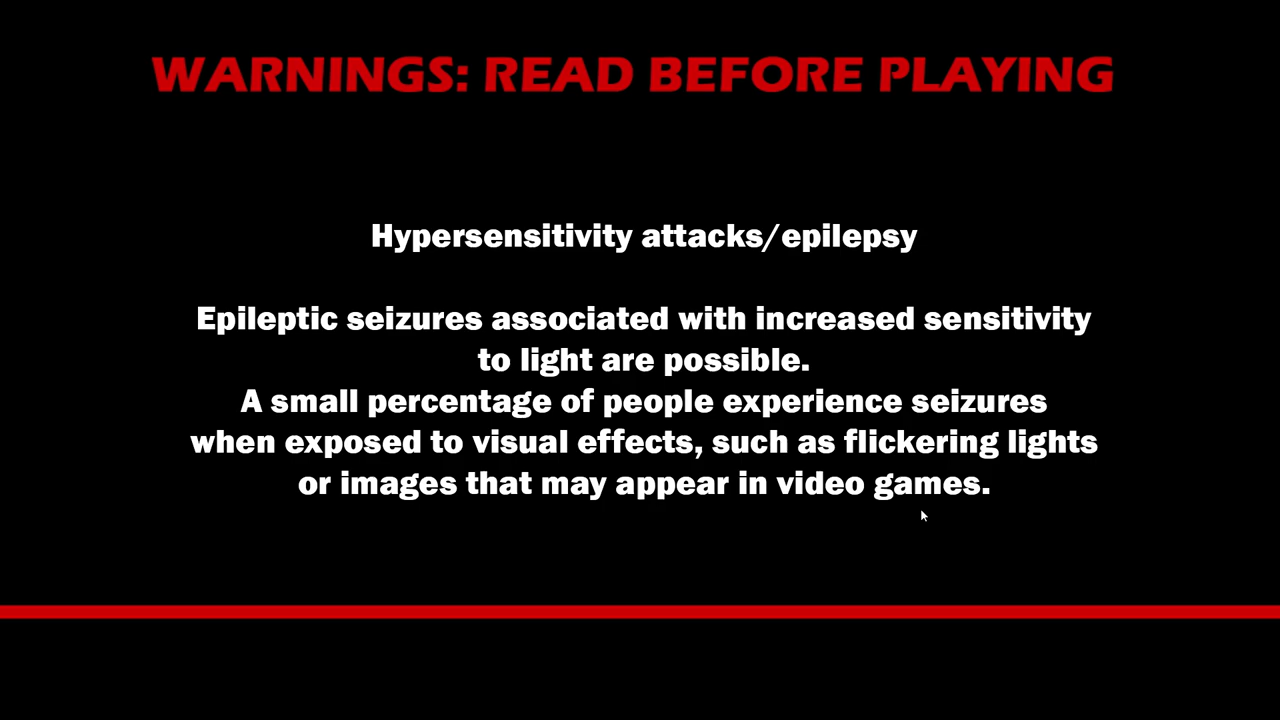 WARNINGS: READ BEFORE PLAYING
Hypersensitivity attacks/epilepsy
Epileptic seizures associated with increased sensitivity
to light are possible.
A small percentage of people experience seizures
when exposed to visual effects, such as flickering lights
or images that may appear in video games.